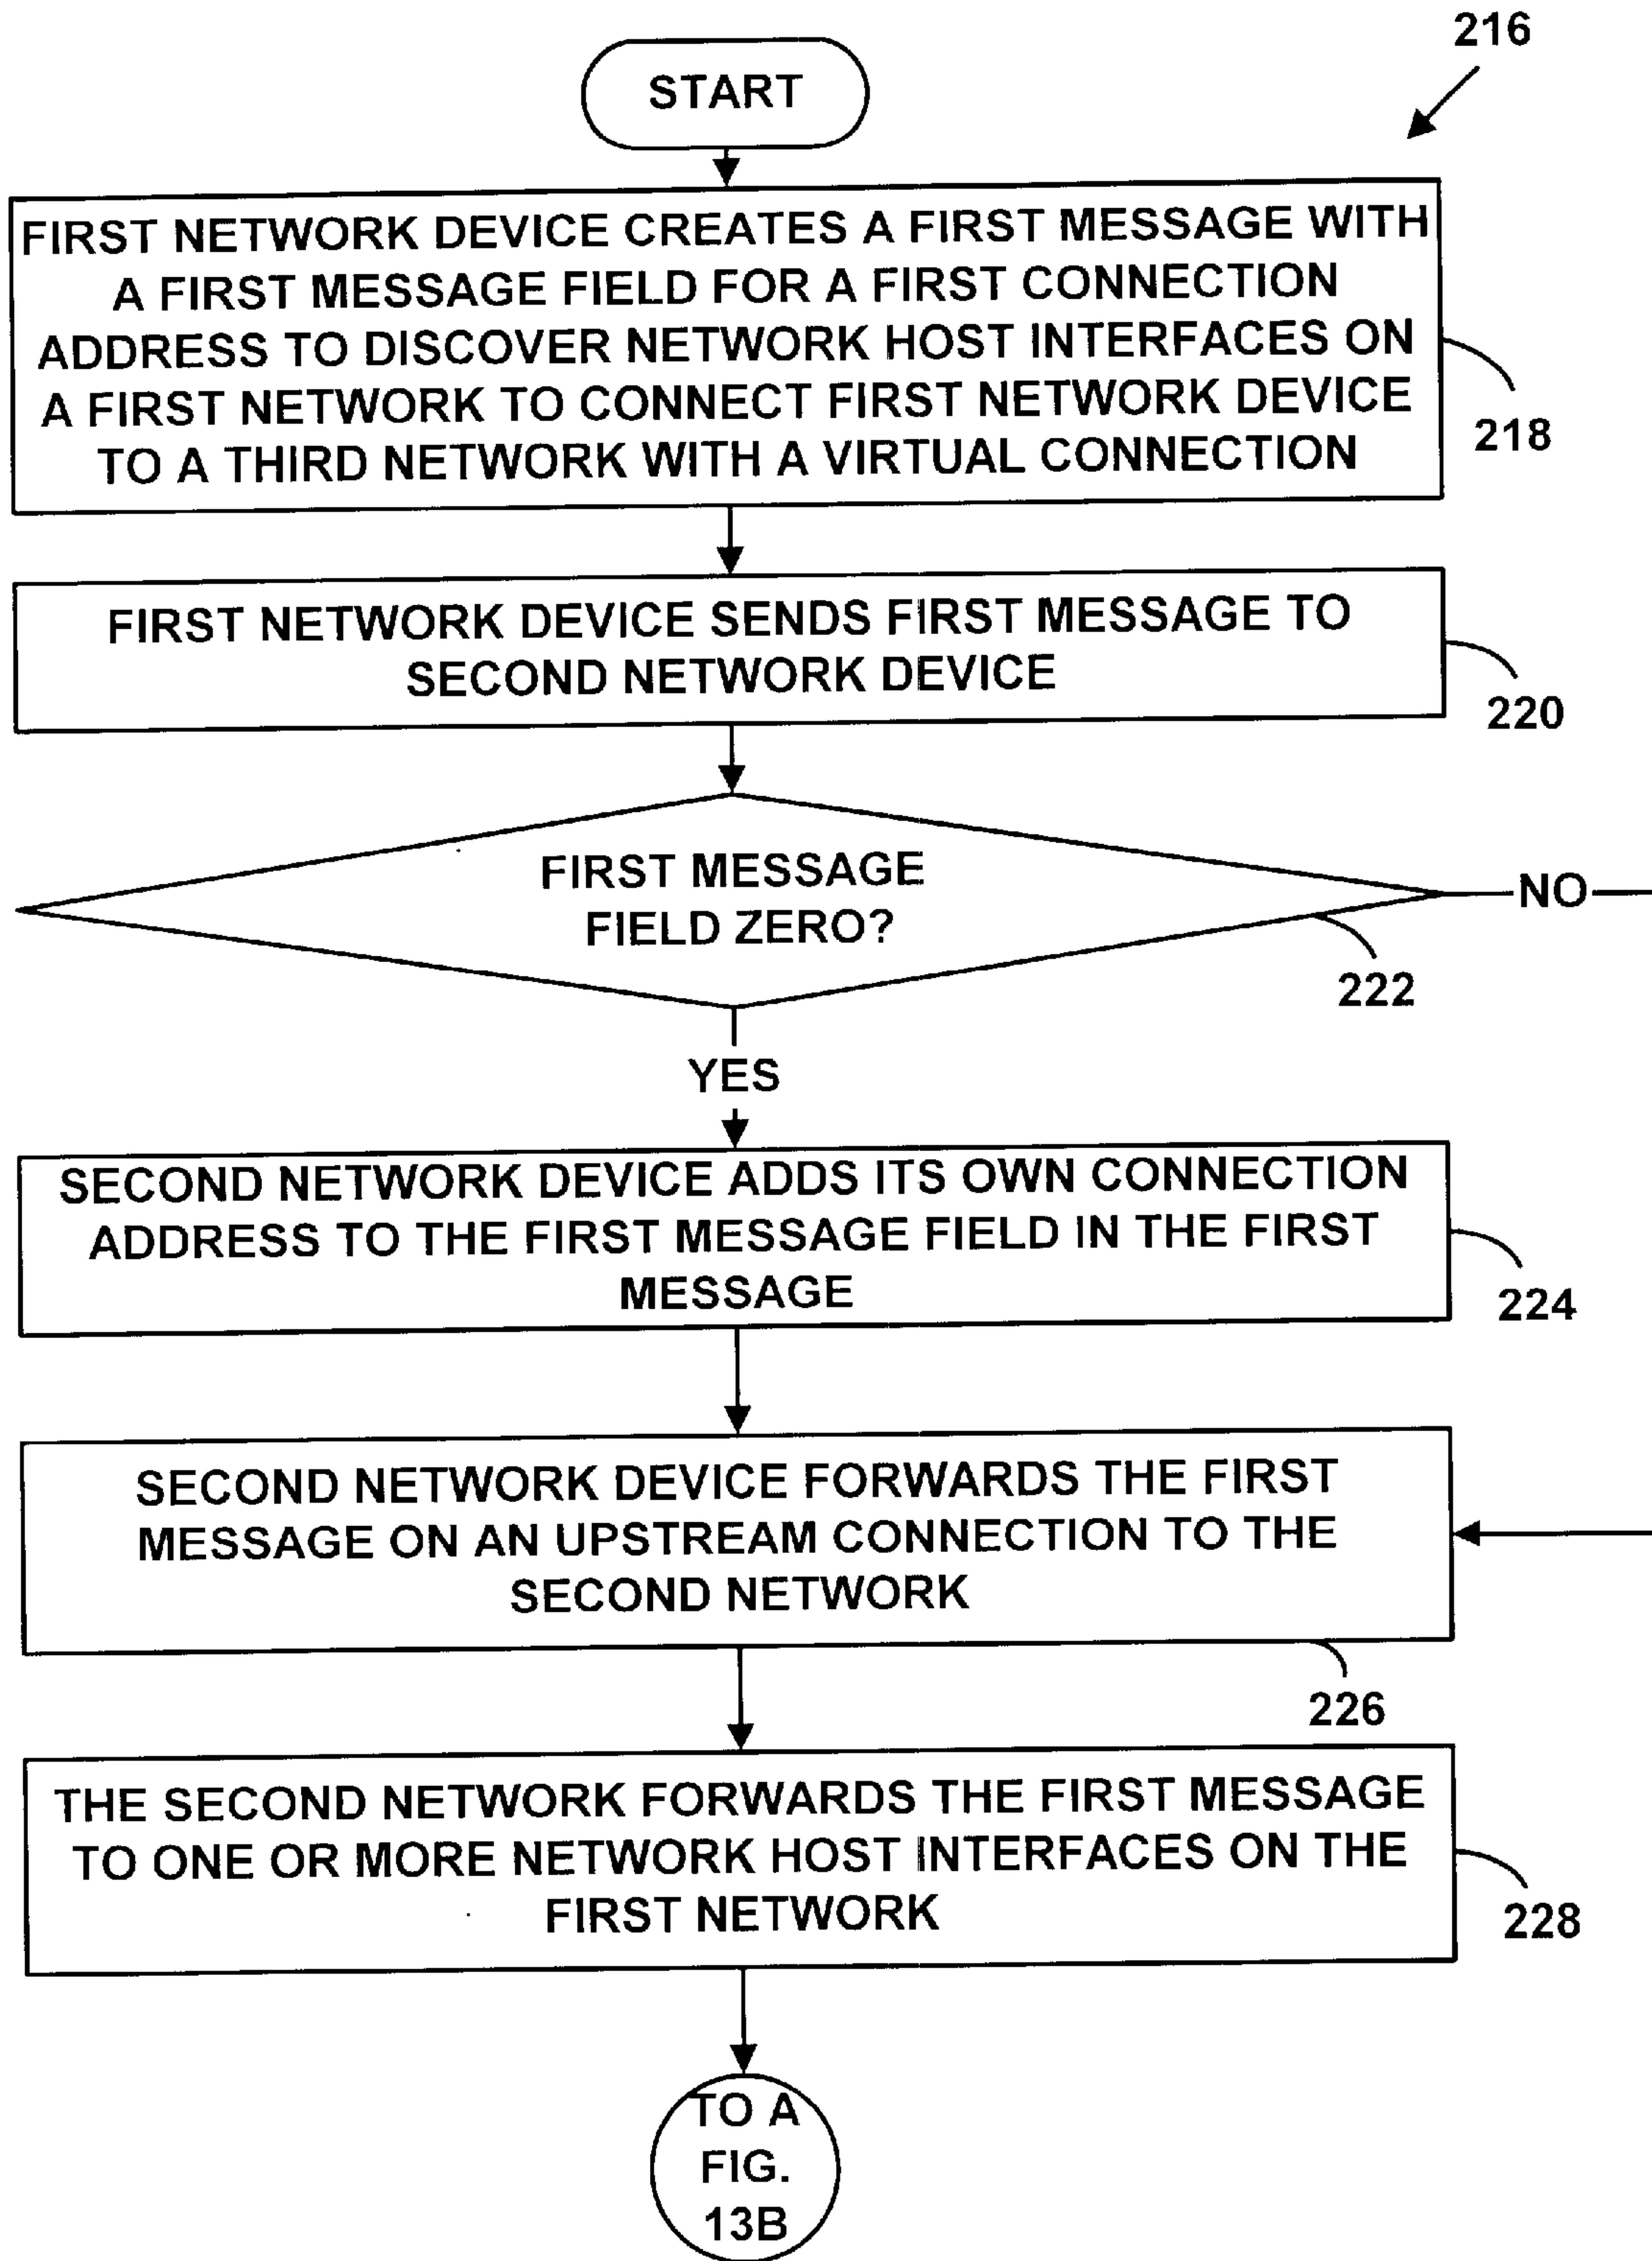 216
START
FIRST NETWORK DEVICE CREATES A FIRST MESSAGE WITH
A FIRST MESSAGE FIELD FOR A FIRST CONNECTION
ADDRESS TO DISCOVER NETWORK HOST INTERFACES ON
A FIRST NETWORK TO CONNECT FIRST NETWORK DEVICE
TO A THIRD NETWORK WITH A VIRTUAL CONNECTION
218
FIRST NETWORK DEVICE SENDS FIRST MESSAGE TO
SECOND NETWORK DEVICE
220
FIRST MESSAGE
FIELD ZERO?
NO
222
YES
SECOND NETWORK DEVICE ADDS ITS OWN CONNECTION
ADDRESS TO THE FIRST MESSAGE FIELD IN THE FIRST
MESSAGE
224
SECOND NETWORK DEVICE FORWARDS THE FIRST
MESSAGE ON AN UPSTREAM CONNECTION TO THE
SECOND NETWORK
226
THE SECOND NETWORK FORWARDS THE FIRST MESSAGE
TO ONE OR MORE NETWORK HOST INTERFACES ON THE
FIRST NETWORK
228
TO A
FIG.
13B